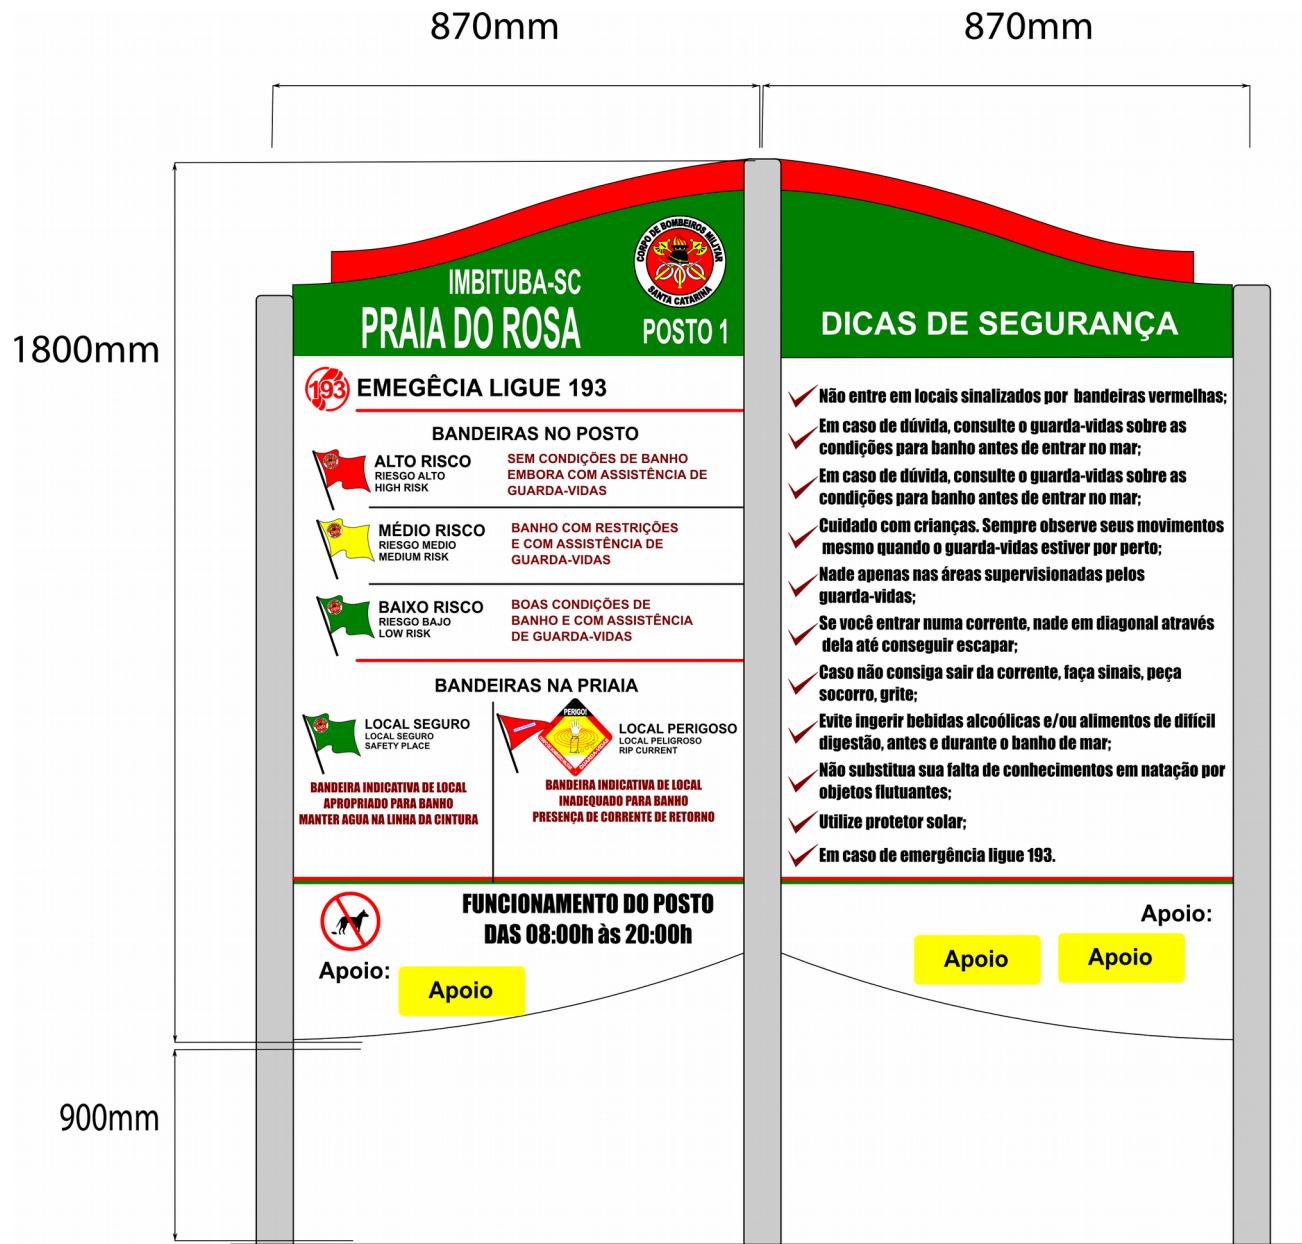 870mm
870mm
1800mm
900mm
CORPO DE BOMBEIROS MILITAR
SANTA CATARINA
IMBITUBA-SC
PRAIA DO ROSA
POSTO 1
193
EMEGÊCIA LIGUE 193
BANDEIRAS NO POSTO
ALTO RISCO
RIESGO ALTO
HIGH RISK
SEM CONDIÇÕES DE BANHO
EMBORA COM ASSISTÊNCIA DE
GUARDA-VIDAS
MÉDIO RISCO
RIESGO MEDIO
MEDIUM RISK
BANHO COM RESTRIÇÕES
E COM ASSISTÊNCIA DE
GUARDA-VIDAS
BAIXO RISCO
RIESGO BAJO
LOW RISK
BOAS CONDIÇÕES DE
BANHO E COM ASSISTÊNCIA
DE GUARDA-VIDAS
BANDEIRAS NA PRIAIA
LOCAL SEGURO
LOCAL SEGURO
SAFETY PLACE
BANDEIRA INDICATIVA DE LOCAL
APROPRIADO PARA BANHO
MANTER AGUA NA LINHA DA CINTURA
PERIGO!
GUARDA-VIDAS
LOCAL PERIGOSO
LOCAL PELIGROSO
RIP CURRENT
BANDEIRA INDICATIVA DE LOCAL
INADEQUADO PARA BANHO
PRESENÇA DE CORRENTE DE RETORNO
FUNCIONAMENTO DO POSTO
DAS 08:00h às 20:00h
Apoio:
Apoio
DICAS DE SEGURANÇA
Não entre em locais sinalizados por bandeiras vermelhas;
Em caso de dúvida, consulte o guarda-vidas sobre as
condições para banho antes de entrar no mar;
Em caso de dúvida, consulte o guarda-vidas sobre as
condições para banho antes de entrar no mar;
Cuidado com crianças. Sempre observe seus movimentos
mesmo quando o guarda-vidas estiver por perto;
Nade apenas nas áreas supervisionadas pelos
guarda-vidas;
Se você entrar numa corrente, nade em diagonal através
dela até conseguir escapar;
Caso não consiga sair da corrente, faça sinais, peça
socorro, grite;
Evite ingerir bebidas alcoólicas e/ou alimentos de difícil
digestão, antes e durante o banho de mar;
Não substitua sua falta de conhecimentos em natação por
objetos flutuantes;
Utilize protetor solar;
Em caso de emergência ligue 193.
Apoio:
Apoio
Apoio